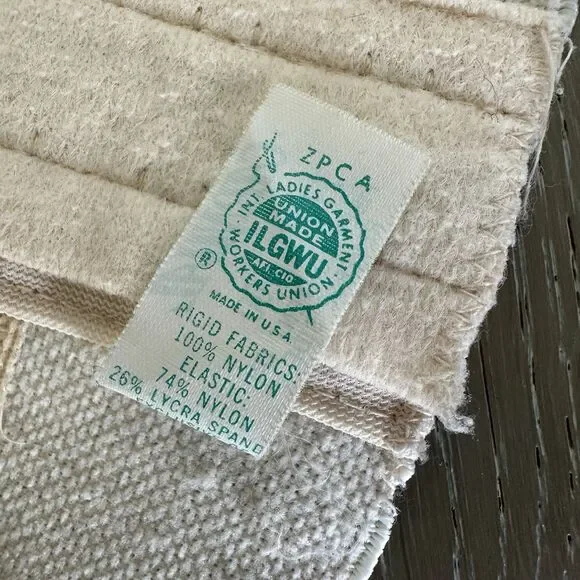 ZPCA
INT. LADIES GARMENT WORKERS UNION
UNION
MADE
ILGWU
AFL-CIO
®
MADE IN U.S.A.
RIGID FABRICS:
100% NYLON
ELASTIC:
74% NYLON
26% LYCRA SPAND